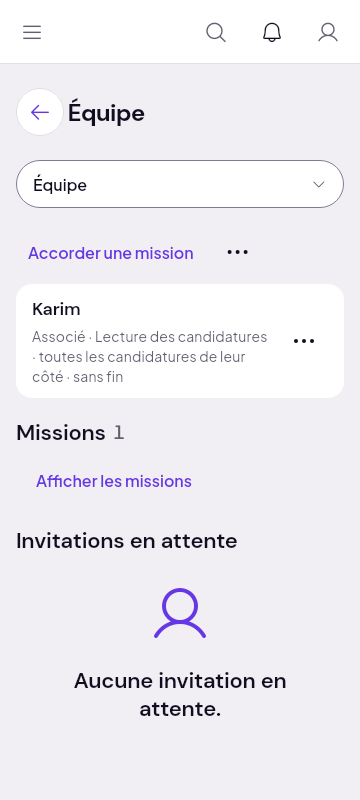 Équipe
Équipe
Accorder une mission
Karim
Associé · Lecture des candidatures
· toutes les candidatures de leur
côté · sans fin
Missions 1
Afficher les missions
Invitations en attente
Aucune invitation en
attente.